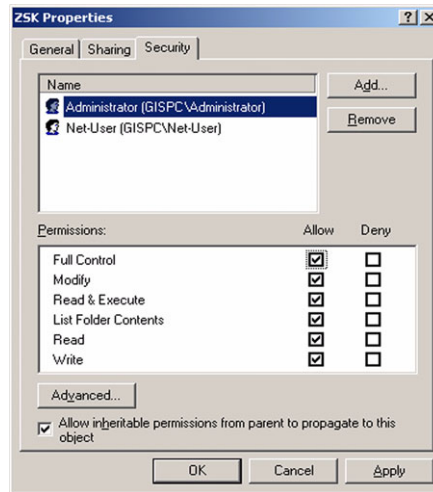 ZSK Properties
General Sharing Security
Name
Add...
Administrator (GISPC\Administrator)
Net-User (GISPC\Net-User)
Remove
Permissions: Allow Deny
Full Control
Modify
Read & Execute
List Folder Contents
Read
Write
Advanced...
Allow inheritable permissions from parent to propagate to this
object
OK Cancel Apply